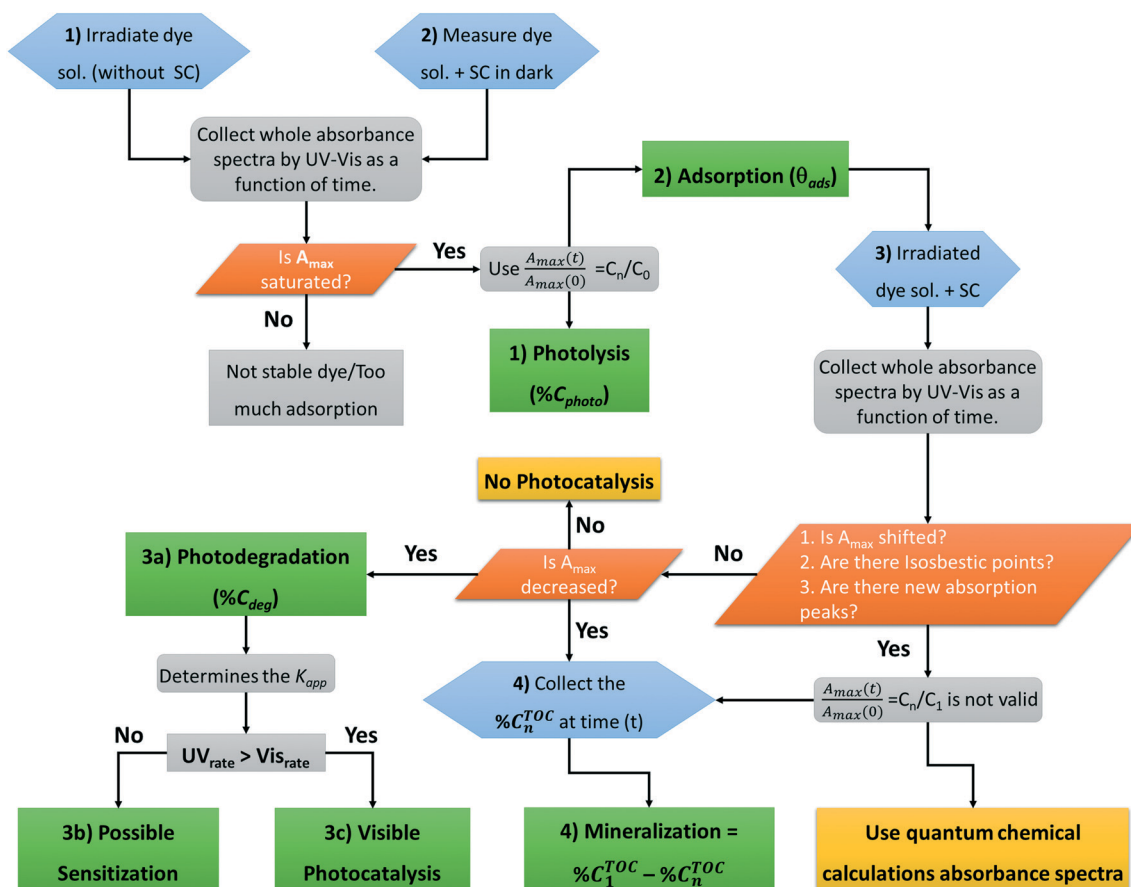 1) Irradiate dye
sol. (without SC)
2) Measure dye
sol. + SC in dark
Collect whole absorbance
spectra by UV-Vis as a
function of time.
2) Adsorption (θads)
Is Amax
saturated?
Yes
Use Amax(t)/Amax(0) =Cn/C0
No
3) Irradiated
dye sol. + SC
1) Photolysis
(%Cphoto)
Not stable dye/Too
much adsorption
Collect whole absorbance
spectra by UV-Vis as a
function of time.
No Photocatalysis
No
3a) Photodegradation
(%Cdeg)
Yes
Is Amax
decreased?
No
1. Is Amax shifted?
2. Are there Isosbestic points?
3. Are there new absorption
peaks?
Yes
Yes
Determines the Kapp
4) Collect the
%CnTOC at time (t)
Amax(t)/Amax(0) =Cn/C1 is not valid
No
UVrate > Visrate
Yes
3b) Possible
Sensitization
3c) Visible
Photocatalysis
4) Mineralization =
%C1TOC − %CnTOC
Use quantum chemical
calculations absorbance spectra